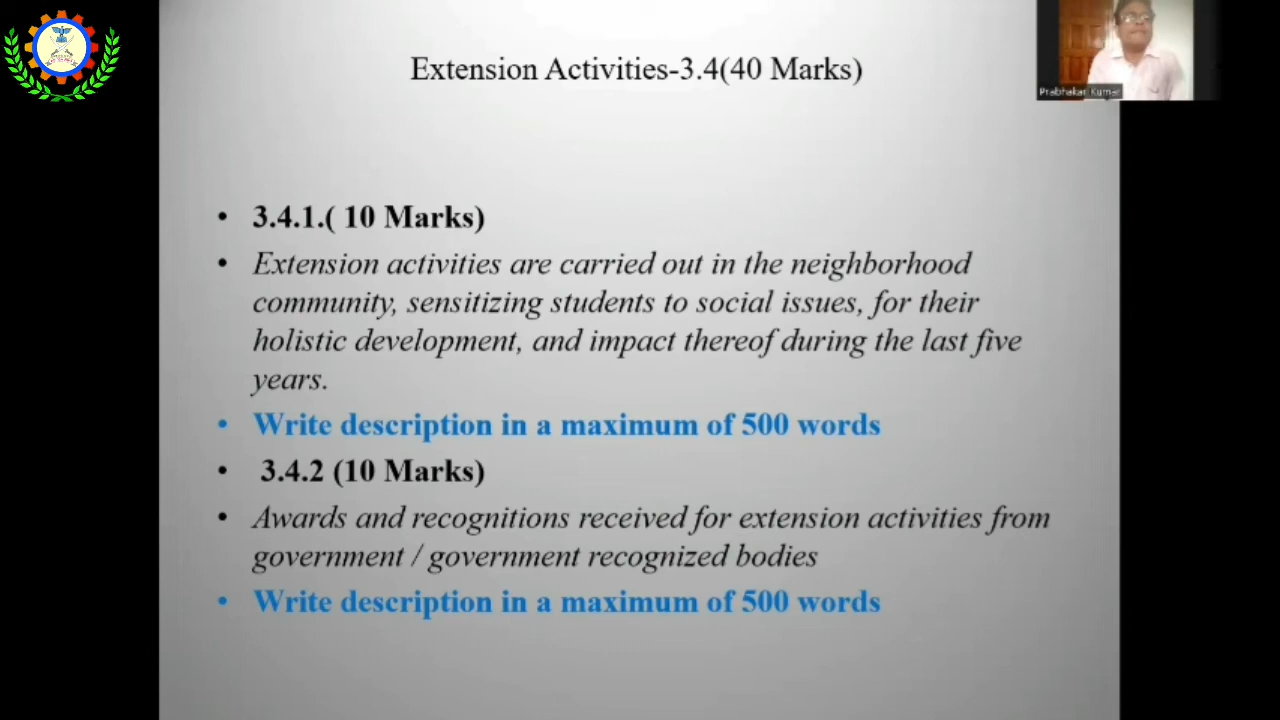 Extension Activities-3.4(40 Marks)
Prabhakar Kumar
• 3.4.1.( 10 Marks)
• Extension activities are carried out in the neighborhood
community, sensitizing students to social issues, for their
holistic development, and impact thereof during the last five
years.
• Write description in a maximum of 500 words
• 3.4.2 (10 Marks)
• Awards and recognitions received for extension activities from
government / government recognized bodies
• Write description in a maximum of 500 words